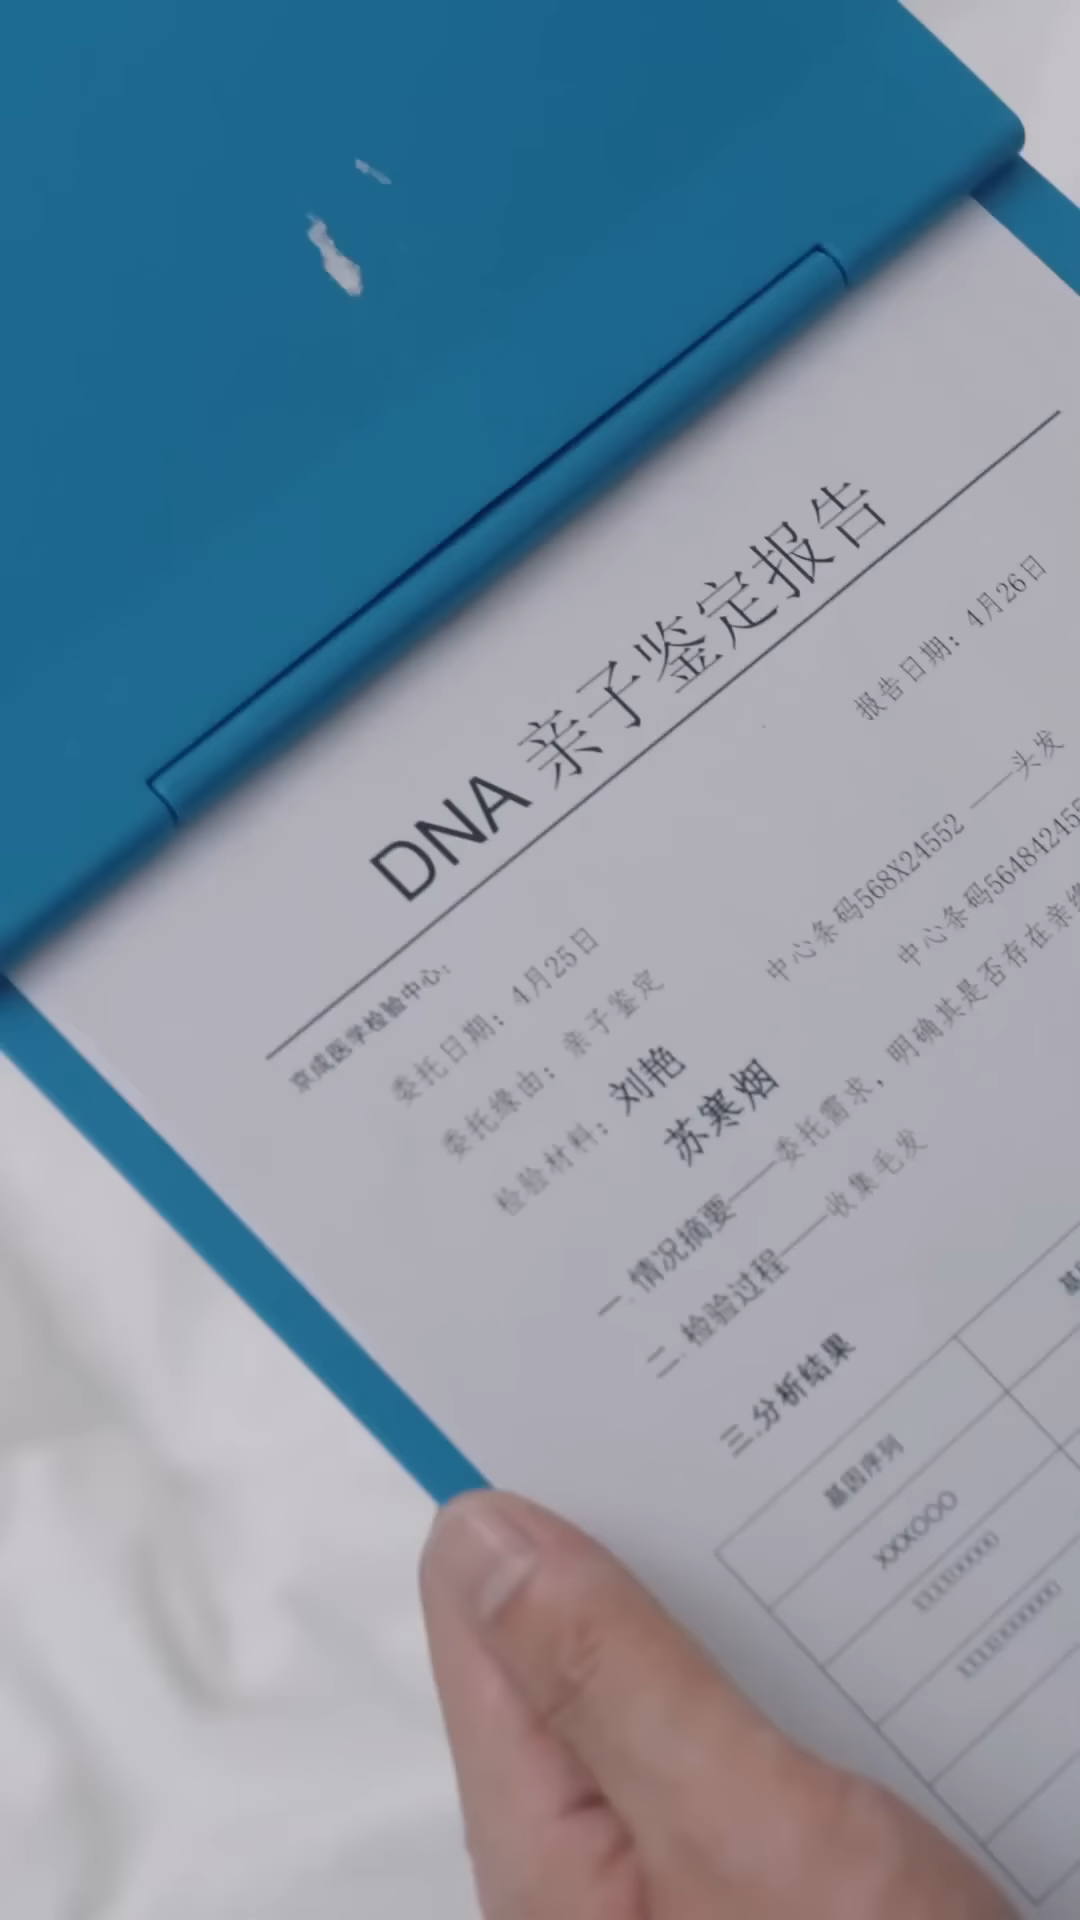 DNA 亲子鉴定报告
京成医学检验中心：
报告日期：4月26日
委托日期：4月25日
委托缘由：亲子鉴定
检验材料：刘艳 中心条码568X24552 ——头发
苏寒烟 中心条码564842455
一.情况摘要——委托需求，明确其是否存在亲缘
二.检验过程——收集毛发
三.分析结果
基因序列 基
XXXOOO